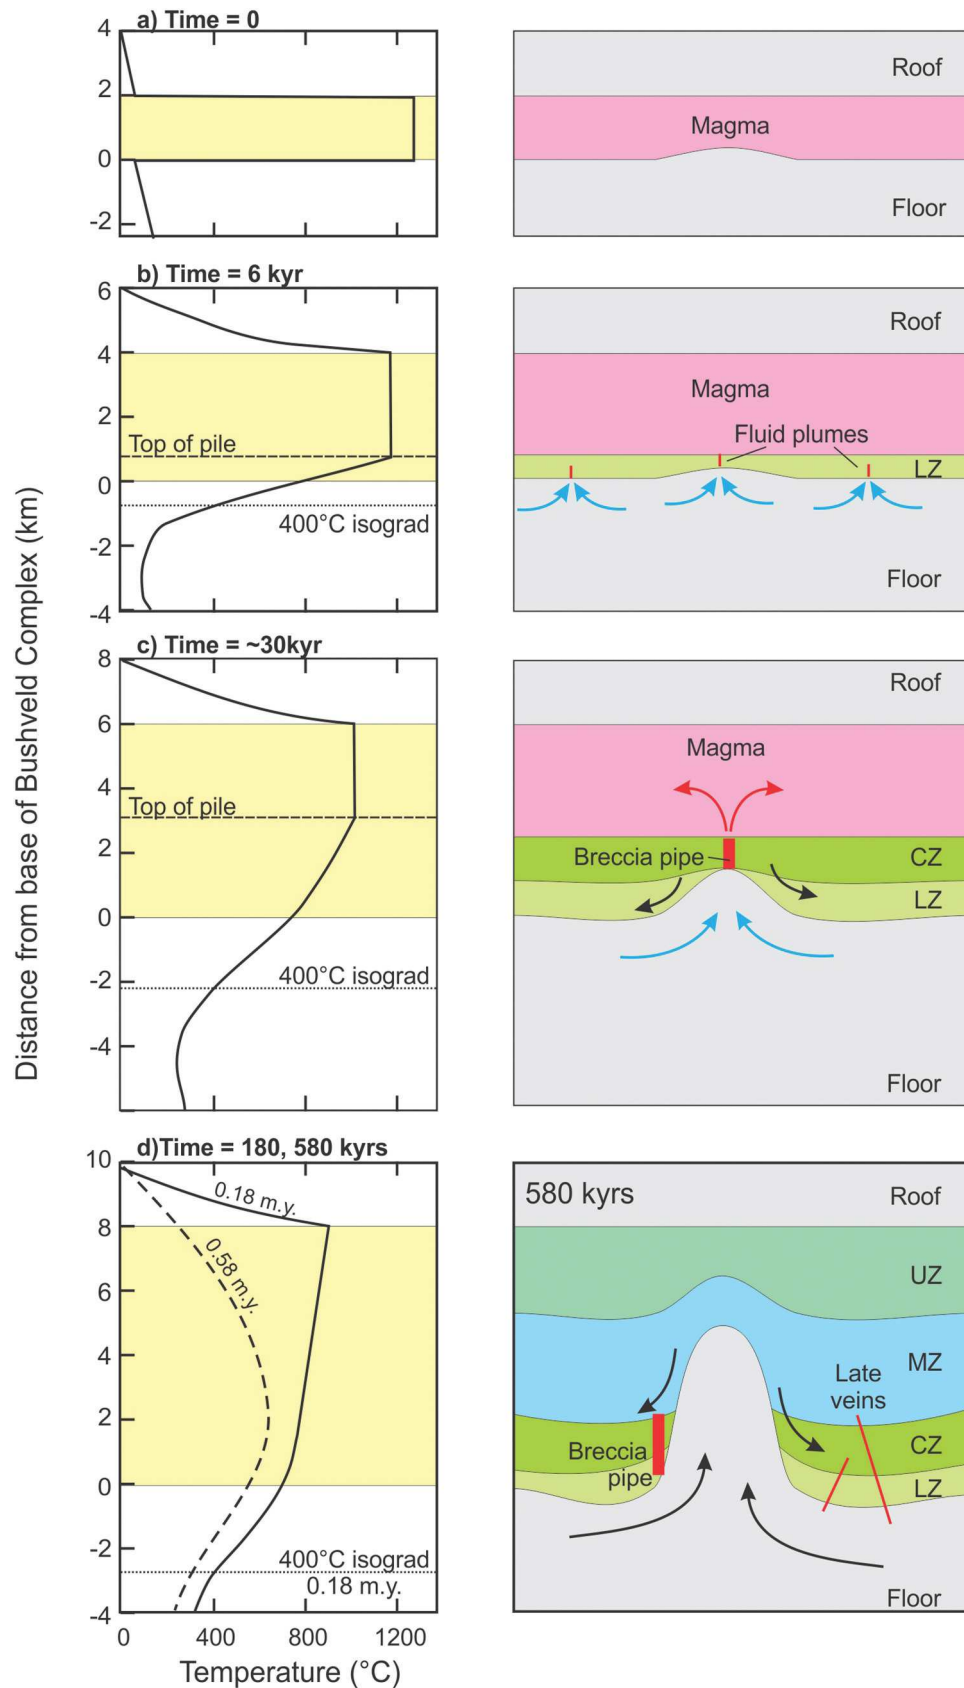 Distance from base of Bushveld Complex (km)
a) Time = 0
4
2
0
-2
Roof
Magma
Floor
b) Time = 6 kyr
6
4
2
Top of pile
0
400°C isograd
-2
-4
Roof
Magma
Fluid plumes
LZ
Floor
c) Time = ~30kyr
8
6
4
Top of pile
2
0
400°C isograd
-2
-4
Roof
Magma
Breccia pipe
CZ
LZ
Floor
d)Time = 180, 580 kyrs
10
0.18 m.y.
8
0.58 m.y.
6
4
2
0
400°C isograd
-2
0.18 m.y.
-4
0
400
800
1200
Temperature (°C)
580 kyrs
Roof
UZ
MZ
Late
veins
Breccia
pipe
CZ
LZ
Floor